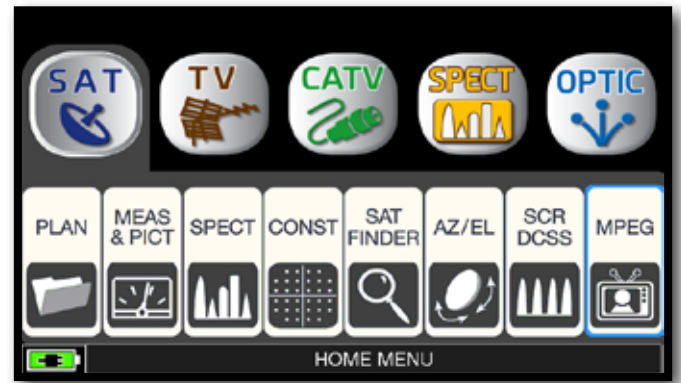 SAT
TV
CATV
SPECT
OPTIC
PLAN
MEAS
& PICT
SPECT
CONST
SAT
FINDER
AZ/EL
SCR
DCSS
MPEG
HOME MENU